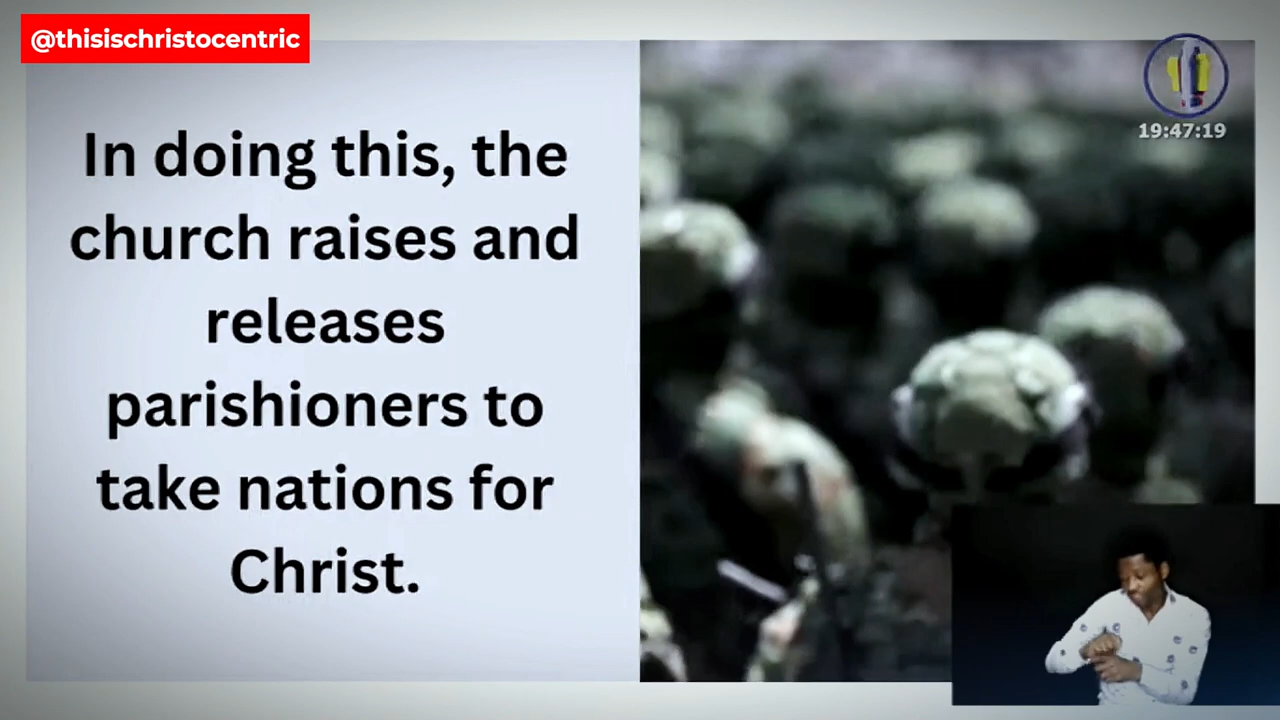 @thisischristocentric
19:47:19
In doing this, the
church raises and
releases
parishioners to
take nations for
Christ.